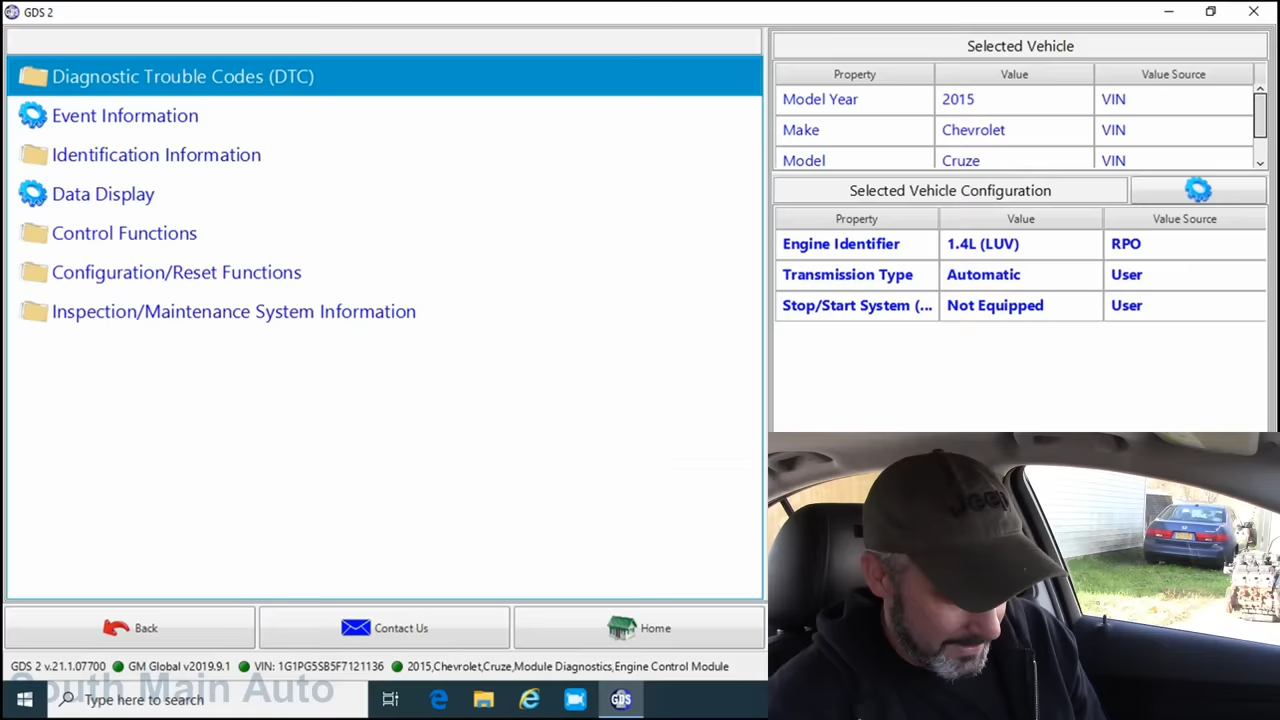 GDS 2
Diagnostic Trouble Codes (DTC)
Event Information
Identification Information
Data Display
Control Functions
Configuration/Reset Functions
Inspection/Maintenance System Information
Selected Vehicle
Property Value Value Source
Model Year 2015 VIN
Make Chevrolet VIN
Model Cruze VIN
Selected Vehicle Configuration
Property Value Value Source
Engine Identifier 1.4L (LUV) RPO
Transmission Type Automatic User
Stop/Start System (... Not Equipped User
Jeep
Back Contact Us Home
GDS 2 v.21.1.07700 GM Global v2019.9.1 VIN: 1G1PG5SB5F7121136 2015,Chevrolet,Cruze,Module Diagnostics,Engine Control Module
South Main Auto
Type here to search
GDS